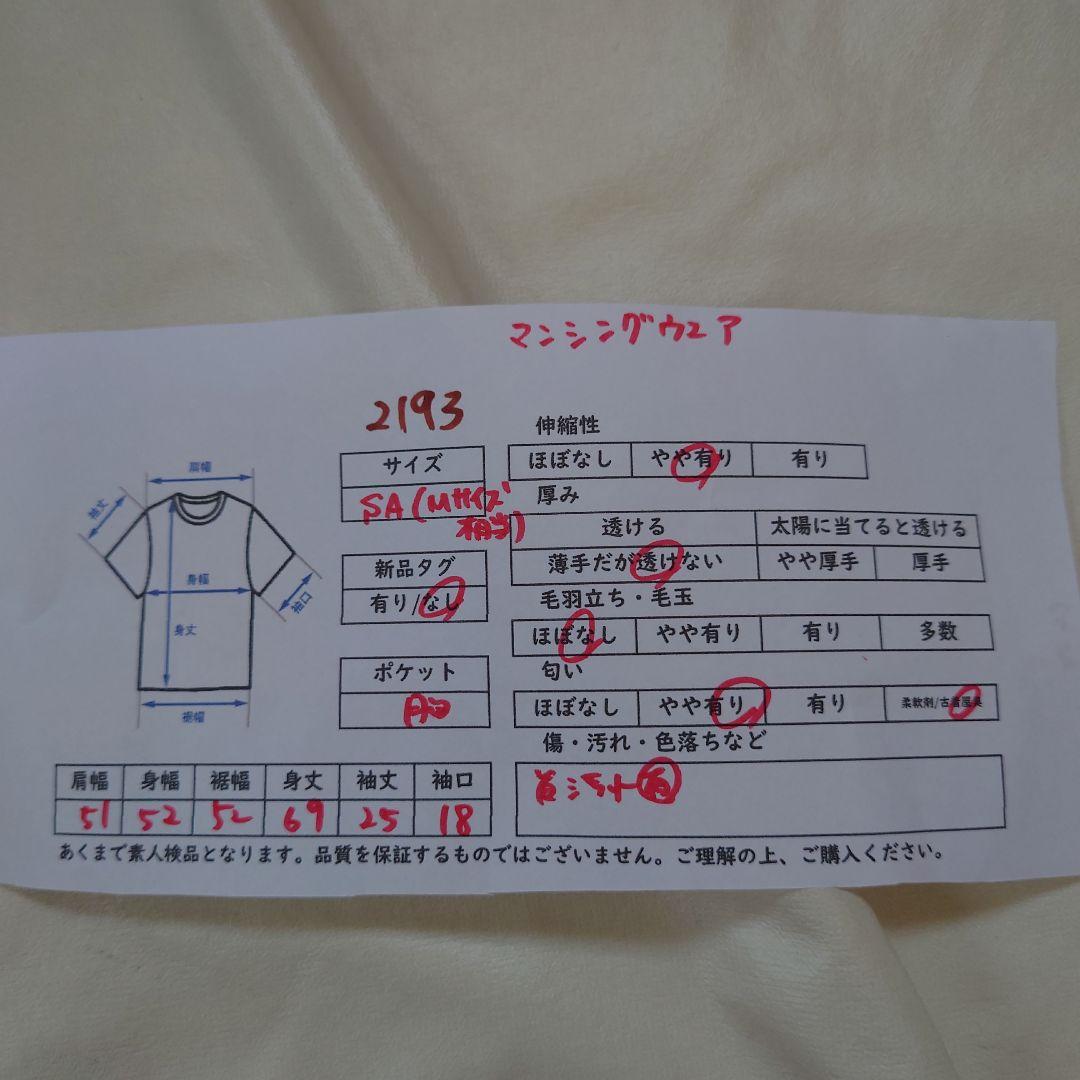 マンシングウェア
2193
肩幅
袖丈
身幅
袖口
身丈
裾幅
サイズ
SA(Mサイズ
相当)
新品タグ
有り/なし
ポケット
伸縮性
ほぼなし やや有り 有り
厚み
透ける 太陽に当てると透ける
薄手だが透けない やや厚手 厚手
毛羽立ち・毛玉
ほぼなし やや有り 有り 多数
匂い
ほぼなし やや有り 有り 柔軟剤/古着屋臭
傷・汚れ・色落ちなど
肩幅 身幅 裾幅 身丈 袖丈 袖口
51 52 52 69 25 18
あくまで素人検品となります。品質を保証するものではございません。ご理解の上、ご購入ください。